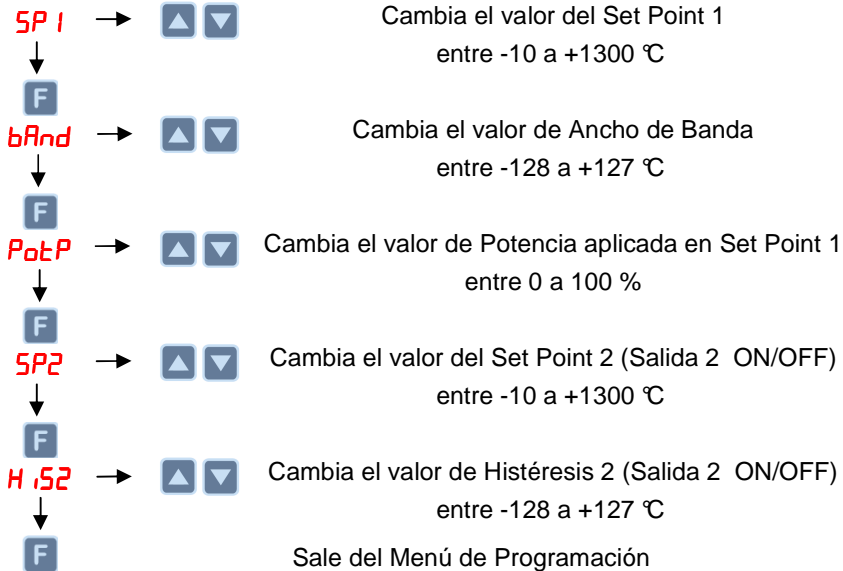 SP1 Cambia el valor del Set Point 1
entre -10 a +1300 ℃
F
bAnd Cambia el valor de Ancho de Banda
entre -128 a +127 ℃
F
PotP Cambia el valor de Potencia aplicada en Set Point 1
entre 0 a 100 %
F
SP2 Cambia el valor del Set Point 2 (Salida 2 ON/OFF)
entre -10 a +1300 ℃
F
HiS2 Cambia el valor de Histéresis 2 (Salida 2 ON/OFF)
entre -128 a +127 ℃
F Sale del Menú de Programación